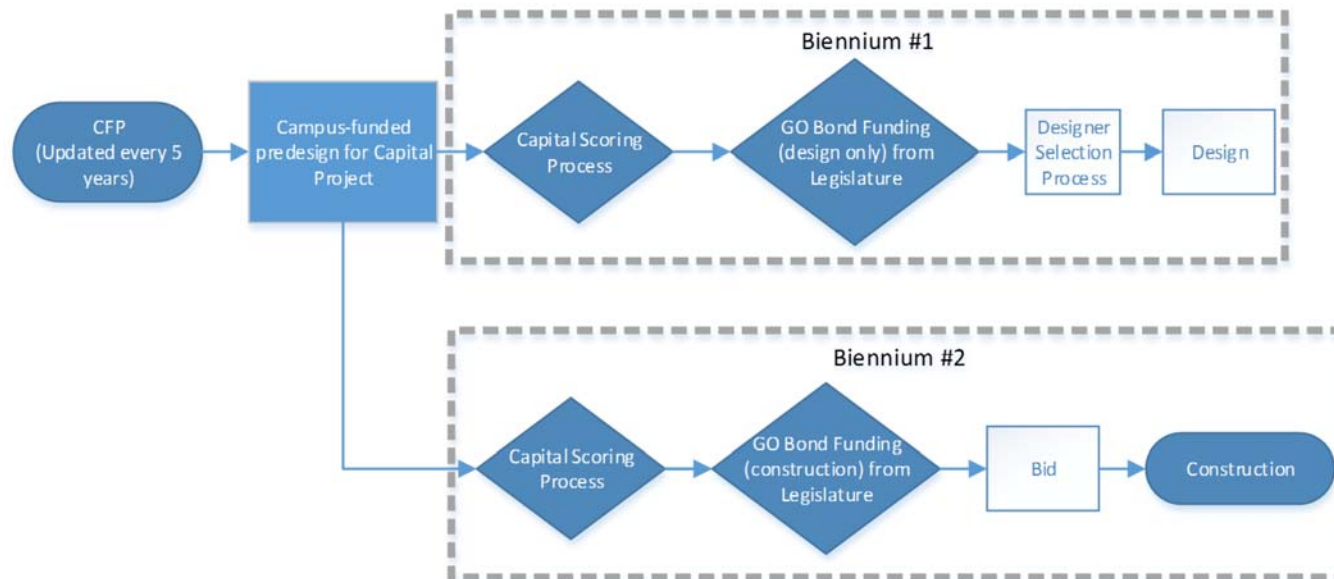 Biennium #1
CFP
(Updated every 5
years)
Campus-funded
predesign for Capital
Project
Capital Scoring
Process
GO Bond Funding
(design only) from
Legislature
Designer
Selection
Process
Design
Biennium #2
Capital Scoring
Process
GO Bond Funding
(construction) from
Legislature
Bid
Construction